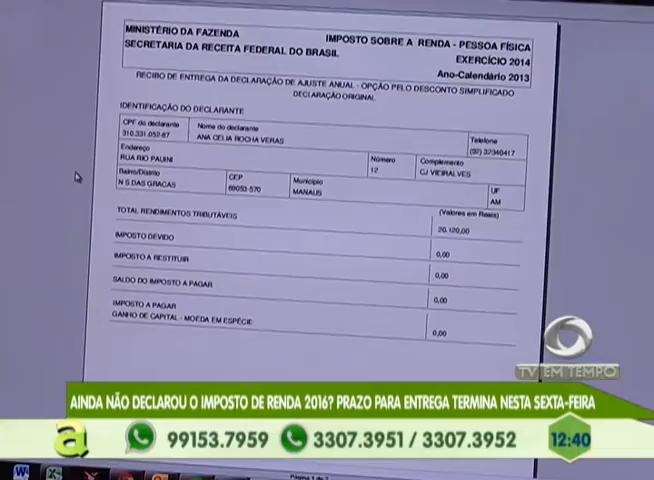 MINISTÉRIO DA FAZENDA
SECRETARIA DA RECEITA FEDERAL DO BRASIL
IMPOSTO SOBRE A RENDA - PESSOA FÍSICA
EXERCÍCIO 2014
Ano-Calendário 2013
RECIBO DE ENTREGA DA DECLARAÇÃO DE AJUSTE ANUAL - OPÇÃO PELO DESCONTO SIMPLIFICADO
DECLARAÇÃO ORIGINAL
IDENTIFICAÇÃO DO DECLARANTE
CPF do declarante
310.331.052-87
Nome do declarante
ANA CELIA ROCHA VERAS
Telefone
(92) 32340417
Endereço
RUA RIO PAUINI
Número
12
Complemento
CJ VIEIRALVES
Bairro/Distrito
N S DAS GRACAS
CEP
69053-570
Município
MANAUS
UF
AM
(Valores em Reais)
TOTAL RENDIMENTOS TRIBUTÁVEIS 20.120,00
IMPOSTO DEVIDO 0,00
IMPOSTO A RESTITUIR 0,00
SALDO DO IMPOSTO A PAGAR 0,00
IMPOSTO A PAGAR
GANHO DE CAPITAL - MOEDA EM ESPÉCIE 0,00
TV EM TEMPO
AINDA NÃO DECLAROU O IMPOSTO DE RENDA 2016? PRAZO PARA ENTREGA TERMINA NESTA SEXTA-FEIRA
a 99153.7959 3307.3951 / 3307.3952 12:40